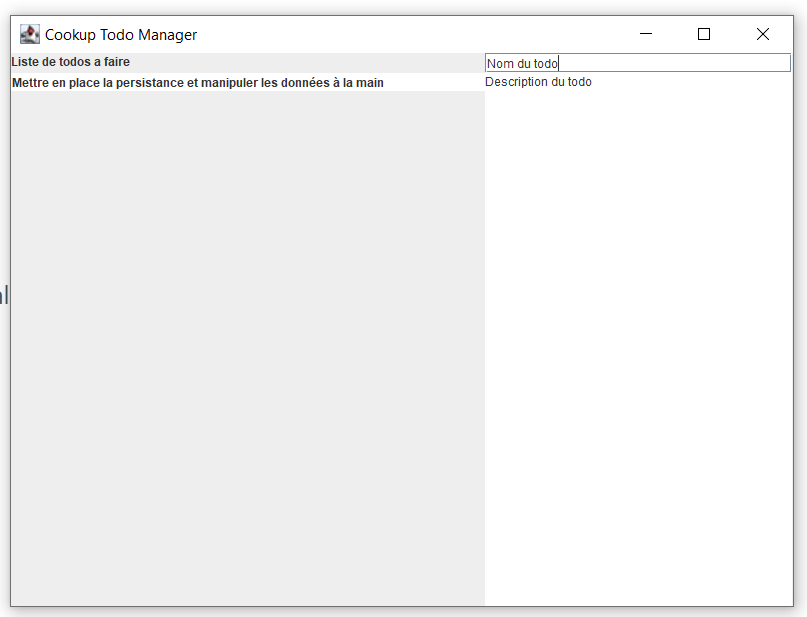 Cookup Todo Manager
Liste de todos a faire
Mettre en place la persistance et manipuler les données à la main
Nom du todo
Description du todo